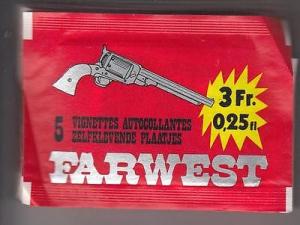 3 Fr.
0,25 fl
5 VIGNETTES AUTOCOLLANTES
ZELFKLEVENDE PLAATJES
FARWEST